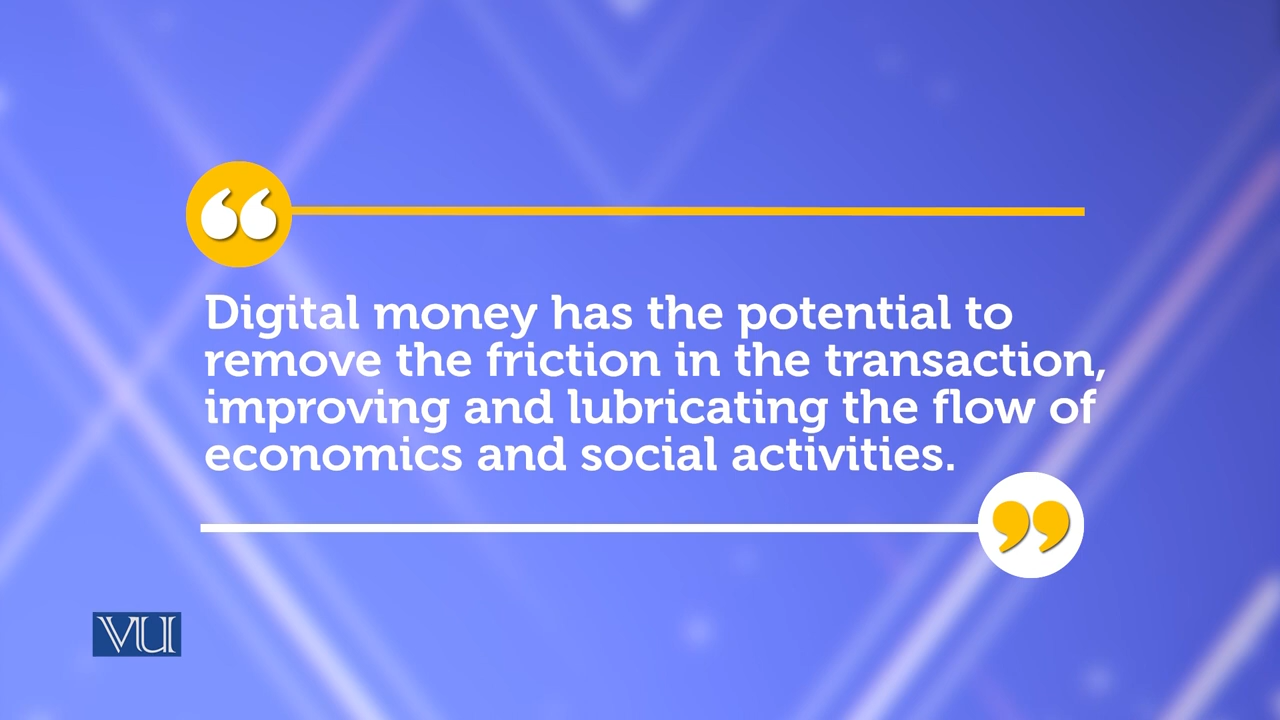 “
Digital money has the potential to
remove the friction in the transaction,
improving and lubricating the flow of
economics and social activities.
”
VU